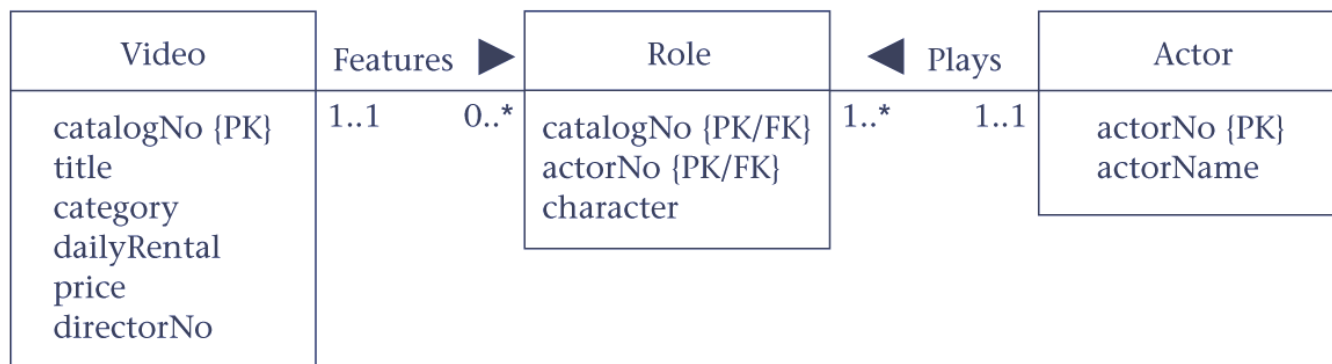 Video
Features
Role
Plays
Actor
1..1
0..*
1..*
1..1
catalogNo {PK}
title
category
dailyRental
price
directorNo
catalogNo {PK/FK}
actorNo {PK/FK}
character
actorNo {PK}
actorName